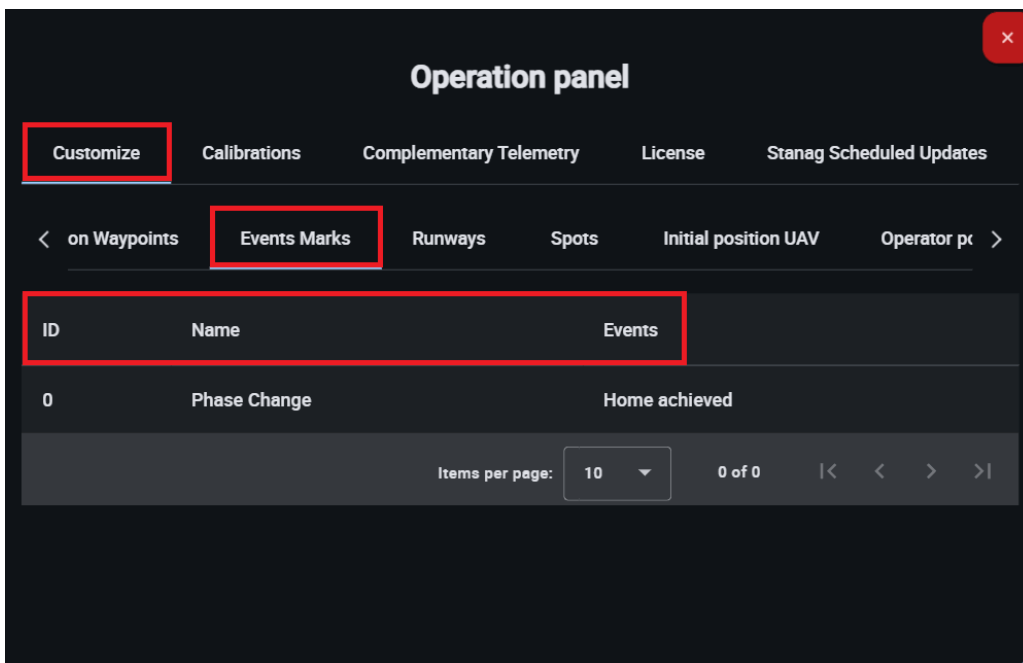 Operation panel
Customize Calibrations Complementary Telemetry License Stanag Scheduled Updates
on Waypoints Events Marks Runways Spots Initial position UAV Operator
ID Name Events
0 Phase Change Home achieved
Items per page: 10 0 of 0